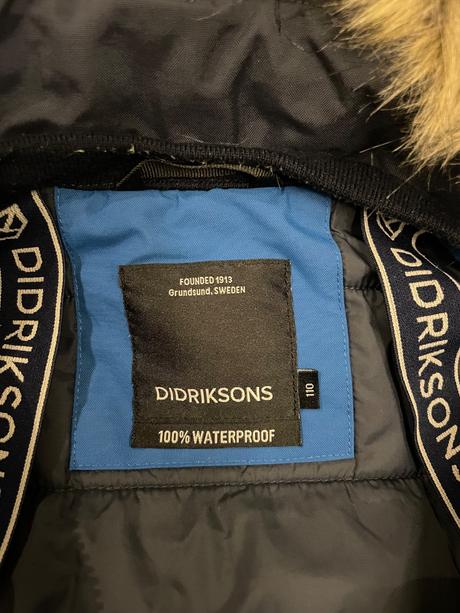 FOUNDED 1913
Grundsund, SWEDEN
DIDRIKSONS
100% WATERPROOF
110
DIDRIKSONS
DIDRIKSONS